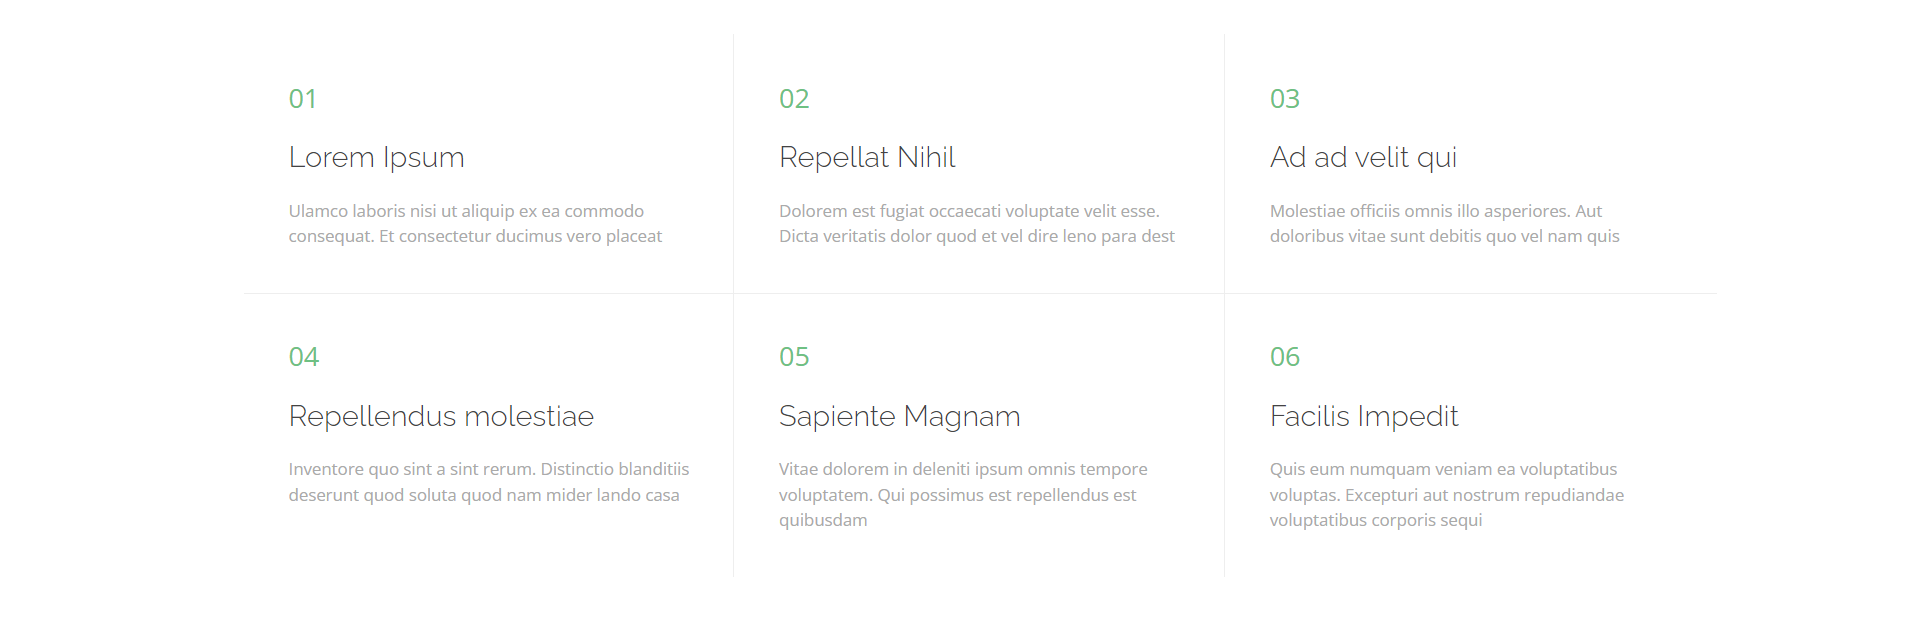 01
Lorem Ipsum
Ulamco laboris nisi ut aliquip ex ea commodo
consequat. Et consectetur ducimus vero placeat
02
Repellat Nihil
Dolorem est fugiat occaecati voluptate velit esse.
Dicta veritatis dolor quod et vel dire leno para dest
03
Ad ad velit qui
Molestiae officiis omnis illo asperiores. Aut
doloribus vitae sunt debitis quo vel nam quis
04
Repellendus molestiae
Inventore quo sint a sint rerum. Distinctio blanditiis
deserunt quod soluta quod nam mider lando casa
05
Sapiente Magnam
Vitae dolorem in deleniti ipsum omnis tempore
voluptatem. Qui possimus est repellendus est
quibusdam
06
Facilis Impedit
Quis eum numquam veniam ea voluptatibus
voluptas. Excepturi aut nostrum repudiandae
voluptatibus corporis sequi